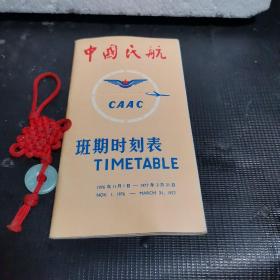 中國民航
CAAC
班期时刻表
TIMETABLE
1976年11月1日—1977年3月31日
NOV. 1, 1976 — MARCH 31, 1977